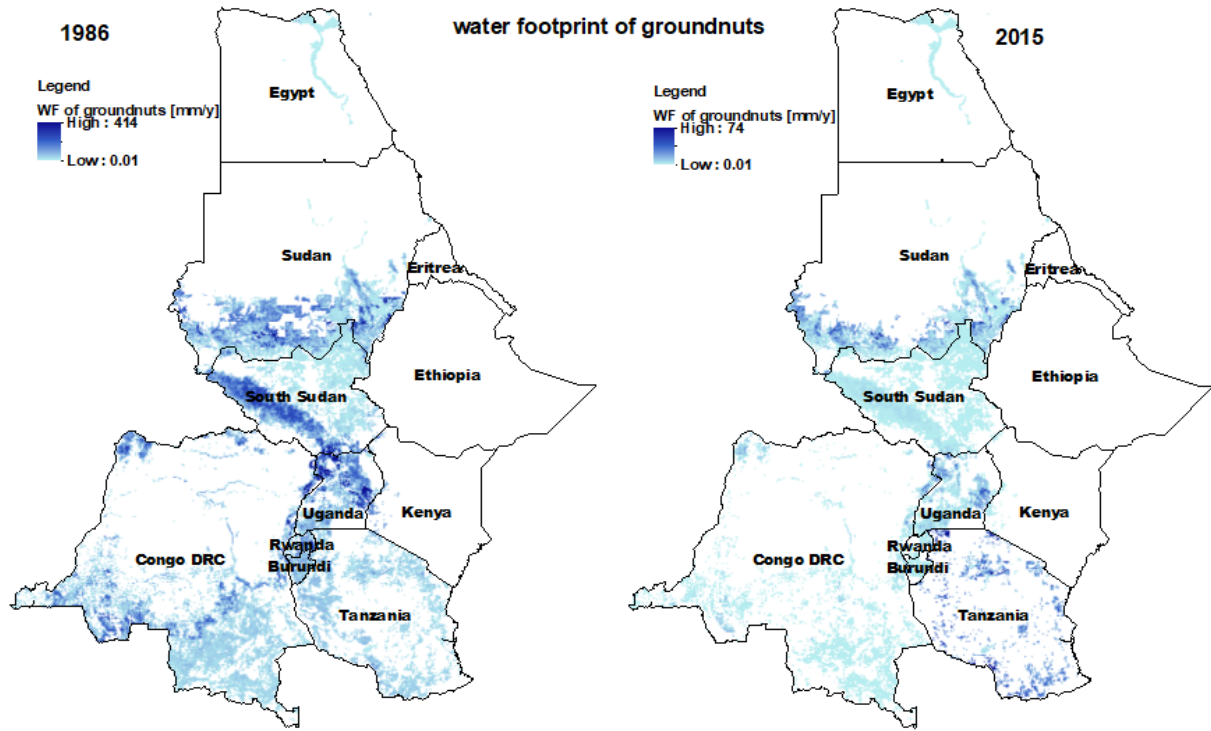 water footprint of groundnuts
1986
Legend
WF of groundnuts [mm/y]
High : 414
Low : 0.01
Egypt
Sudan
Eritrea
Ethiopia
South Sudan
Uganda
Kenya
Rwanda
Burundi
Congo DRC
Tanzania
2015
Legend
WF of groundnuts [mm/y]
High : 74
Low : 0.01
Egypt
Sudan
Eritrea
Ethiopia
South Sudan
Uganda
Kenya
Rwanda
Burundi
Congo DRC
Tanzania